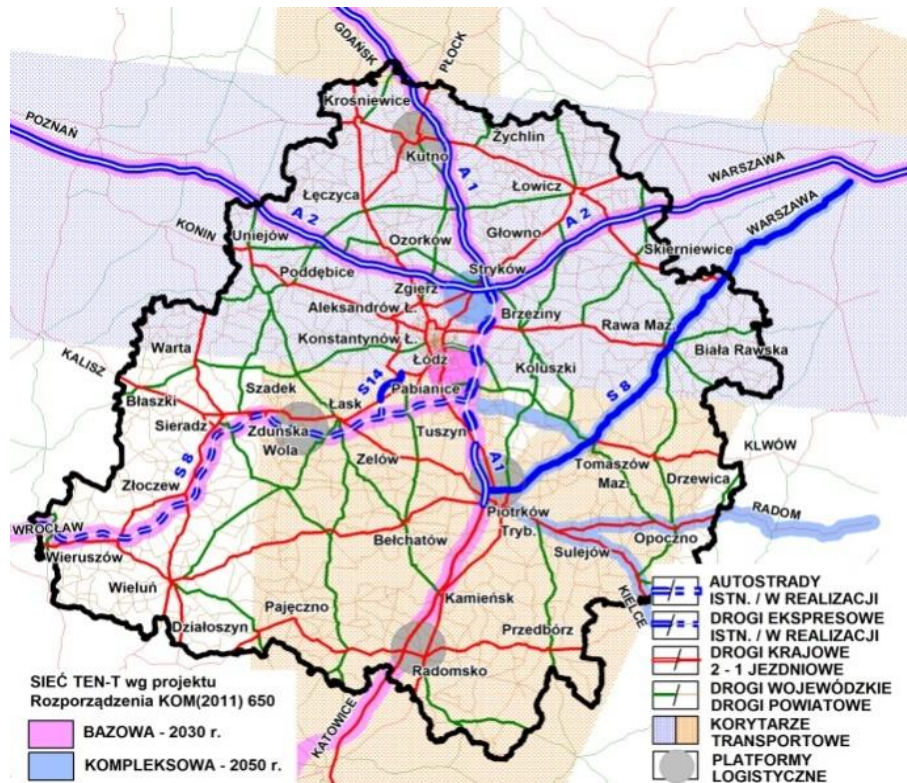 GDAŃSK
PŁOCK
Krośniewice
Żychlin
POZNAŃ
Kutno
A 1
WARSZAWA
Łęczyca
Łowicz
A 2
A 2
WARSZAWA
KONIN
Uniejów
Ozorków
Głowno
Skierniewice
Stryków
Poddębice
Zgierz
Aleksandrów Ł.
Brzeziny
Rawa Maz.
Konstantynów Ł.
Biała Rawska
Warta
Łódź
Koluszki
KALISZ
S14
Pabianice
S 8
Szadek
Błaszki
Łask
Sieradz
Zduńska
Wola
Tuszyn
KLWÓW
S 8
Zelów
A1
Tomaszów
Maz.
Drzewica
Złoczew
WROCŁAW
Piotrków
Tryb.
RADOM
Wieruszów
Bełchatów
Sulejów
Opoczno
Wieluń
KIELCE
Kamieńsk
Pajęczno
Przedbórz
Działoszyn
Radomsko
KATOWICE
SIEĆ TEN-T wg projektu
Rozporządzenia KOM(2011) 650
BAZOWA - 2030 r.
KOMPLEKSOWA - 2050 r.
AUTOSTRADY
ISTN. / W REALIZACJI
DROGI EKSPRESOWE
ISTN. / W REALIZACJI
DROGI KRAJOWE
2 - 1 JEZDNIOWE
DROGI WOJEWÓDZKIE
DROGI POWIATOWE
KORYTARZE
TRANSPORTOWE
PLATFORMY
LOGISTYCZNE